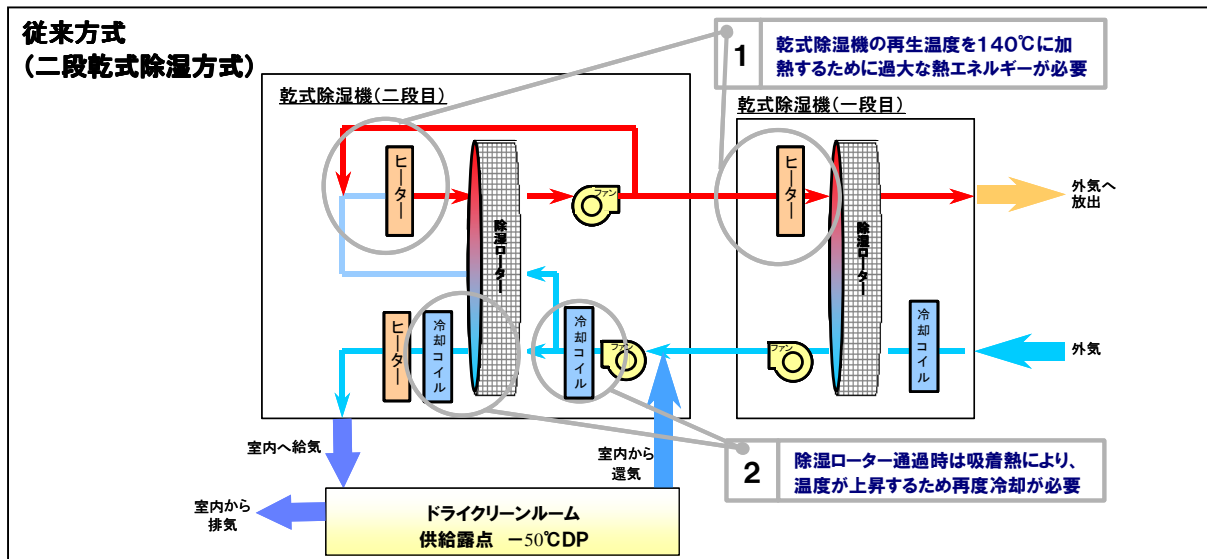 従来方式
(二段乾式除湿方式)
1
乾式除湿機の再生温度を140℃に加
熱するために過大な熱エネルギーが必要
乾式除湿機(二段目)
乾式除湿機(一段目)
ヒーター
除湿ローター
ファン
ヒーター
除湿ローター
外気へ
放出
ヒーター
冷却コイル
冷却コイル
ファン
ファン
冷却コイル
外気
室内へ給気
室内から
還気
2
除湿ローター通過時は吸着熱により、
温度が上昇するため再度冷却が必要
室内から
排気
ドライクリーンルーム
供給露点 -50℃DP